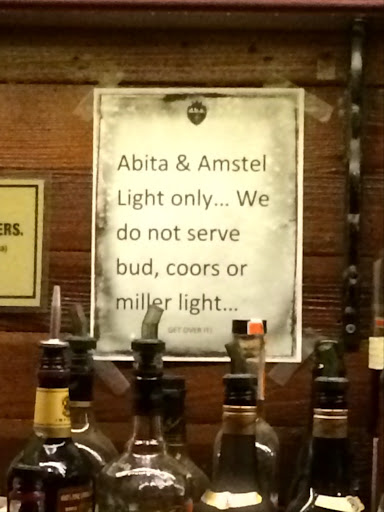 Abita & Amstel
Light only... We
do not serve
bud, coors or
miller light...
GET OVER IT!
ERS.